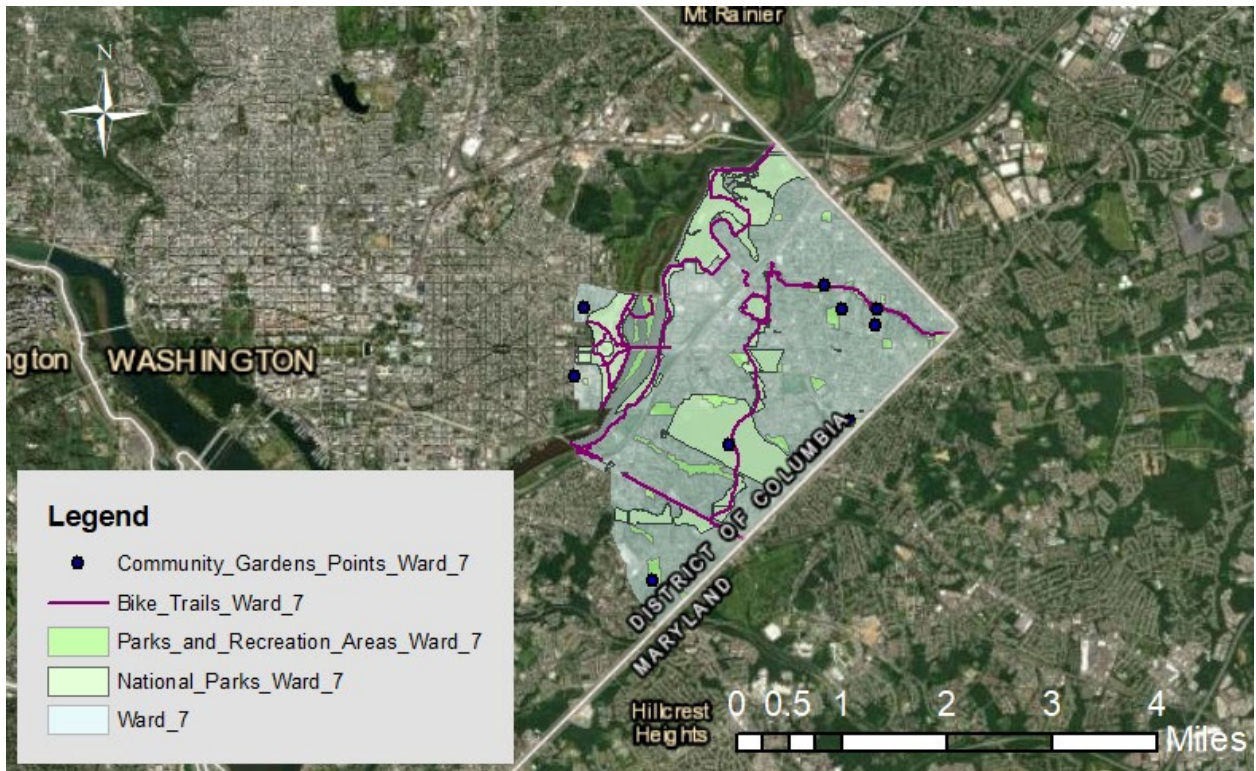 Mt Rainier
N
ngton
WASHINGTON
DISTRICT OF COLUMBIA
MARYLAND
Hillcrest
Heights
Legend
Community_Gardens_Points_Ward_7
Bike_Trails_Ward_7
Parks_and_Recreation_Areas_Ward_7
National_Parks_Ward_7
Ward_7
0 0.5 1 2 3 4
Miles